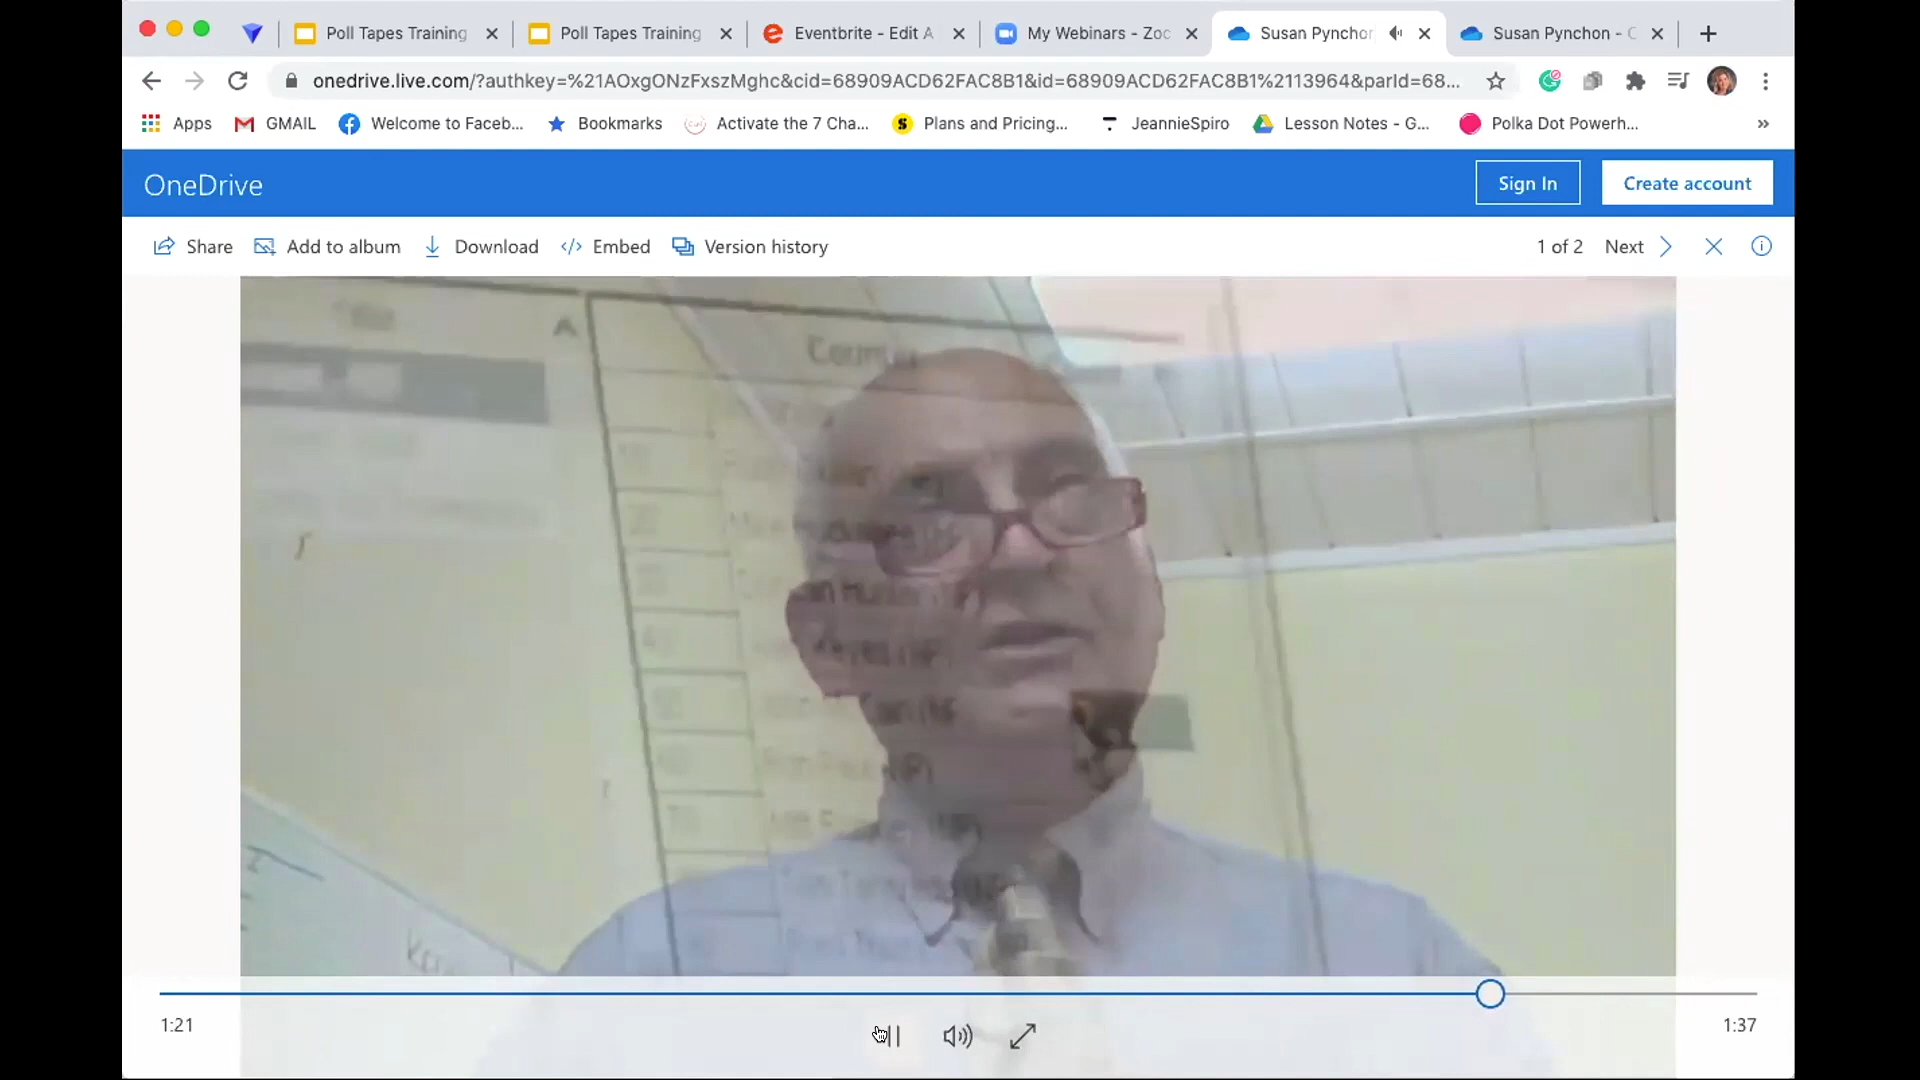 Poll Tapes Training
Poll Tapes Training
Eventbrite - Edit A
My Webinars - Zoo
Susan Pynchon
Susan Pynchon - C
onedrive.live.com/?authkey=%21AOxgONzFxszMghc&cid=68909ACD62FAC8B1&id=68909ACD62FAC8B1%2113964&parId=68...
Apps GMAIL Welcome to Faceb... Bookmarks Activate the 7 Cha... Plans and Pricing... JeannieSpiro Lesson Notes - G... Polka Dot Powerh... »
OneDrive
Sign In
Create account
Share Add to album Download Embed Version history 1 of 2 Next
Title
A
1:21
1:37